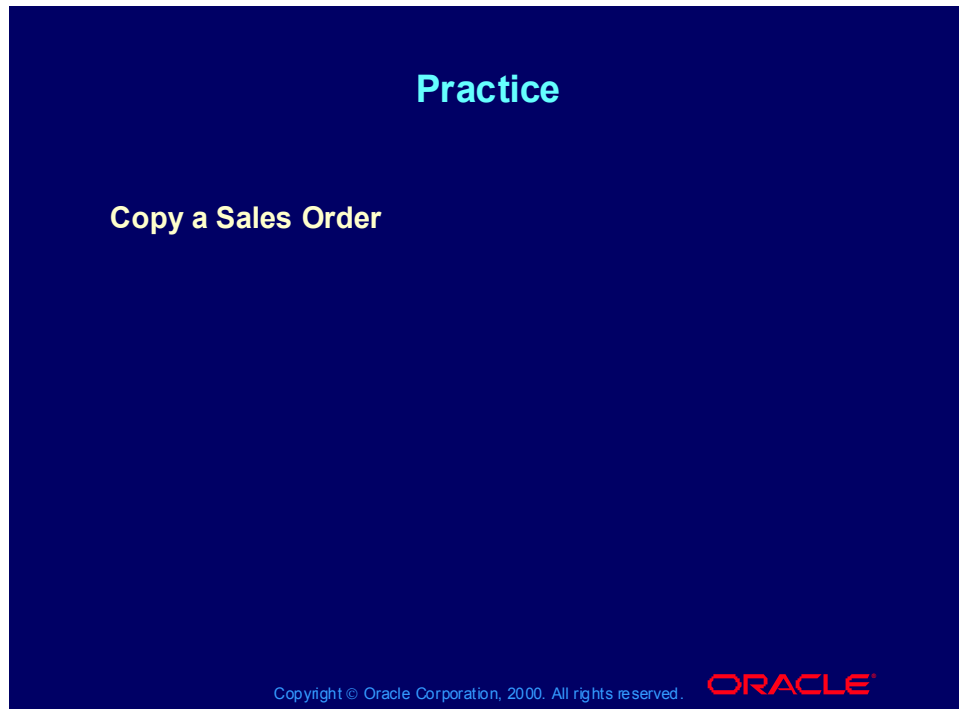 Practice
Copy a Sales Order
Copyright © Oracle Corporation, 2000. All rights reserved.
ORACLE®